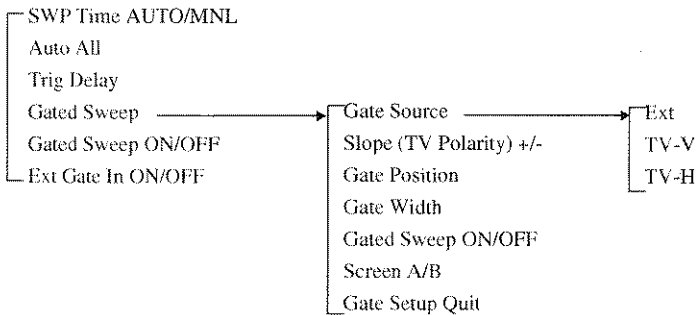 SWP Time AUTO/MNL
Auto All
Trig Delay
Gated Sweep
Gated Sweep ON/OFF
Ext Gate In ON/OFF
Gate Source
Slope (TV Polarity) +/-
Gate Position
Gate Width
Gated Sweep ON/OFF
Screen A/B
Gate Setup Quit
Ext
TV-V
TV-H